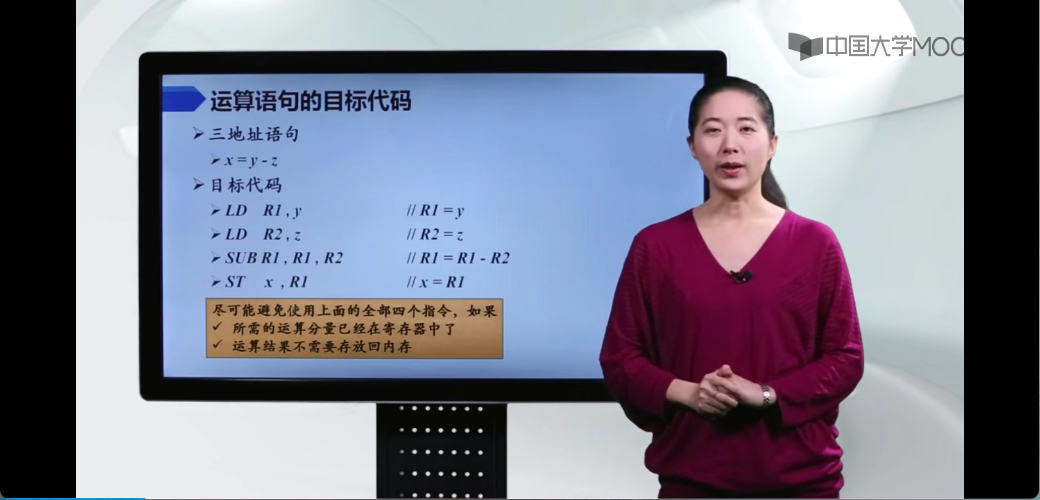 中国大学MOO
运算语句的目标代码
➢三地址语句
➢x = y - z
➢目标代码
➢LD R1 , y // R1 = y
➢LD R2 , z // R2 = z
➢SUB R1 , R1 , R2 // R1 = R1 - R2
➢ST x , R1 // x = R1
尽可能避免使用上面的全部四个指令，如果
✓ 所需的运算分量已经在寄存器中了
✓ 运算结果不需要存放回内存